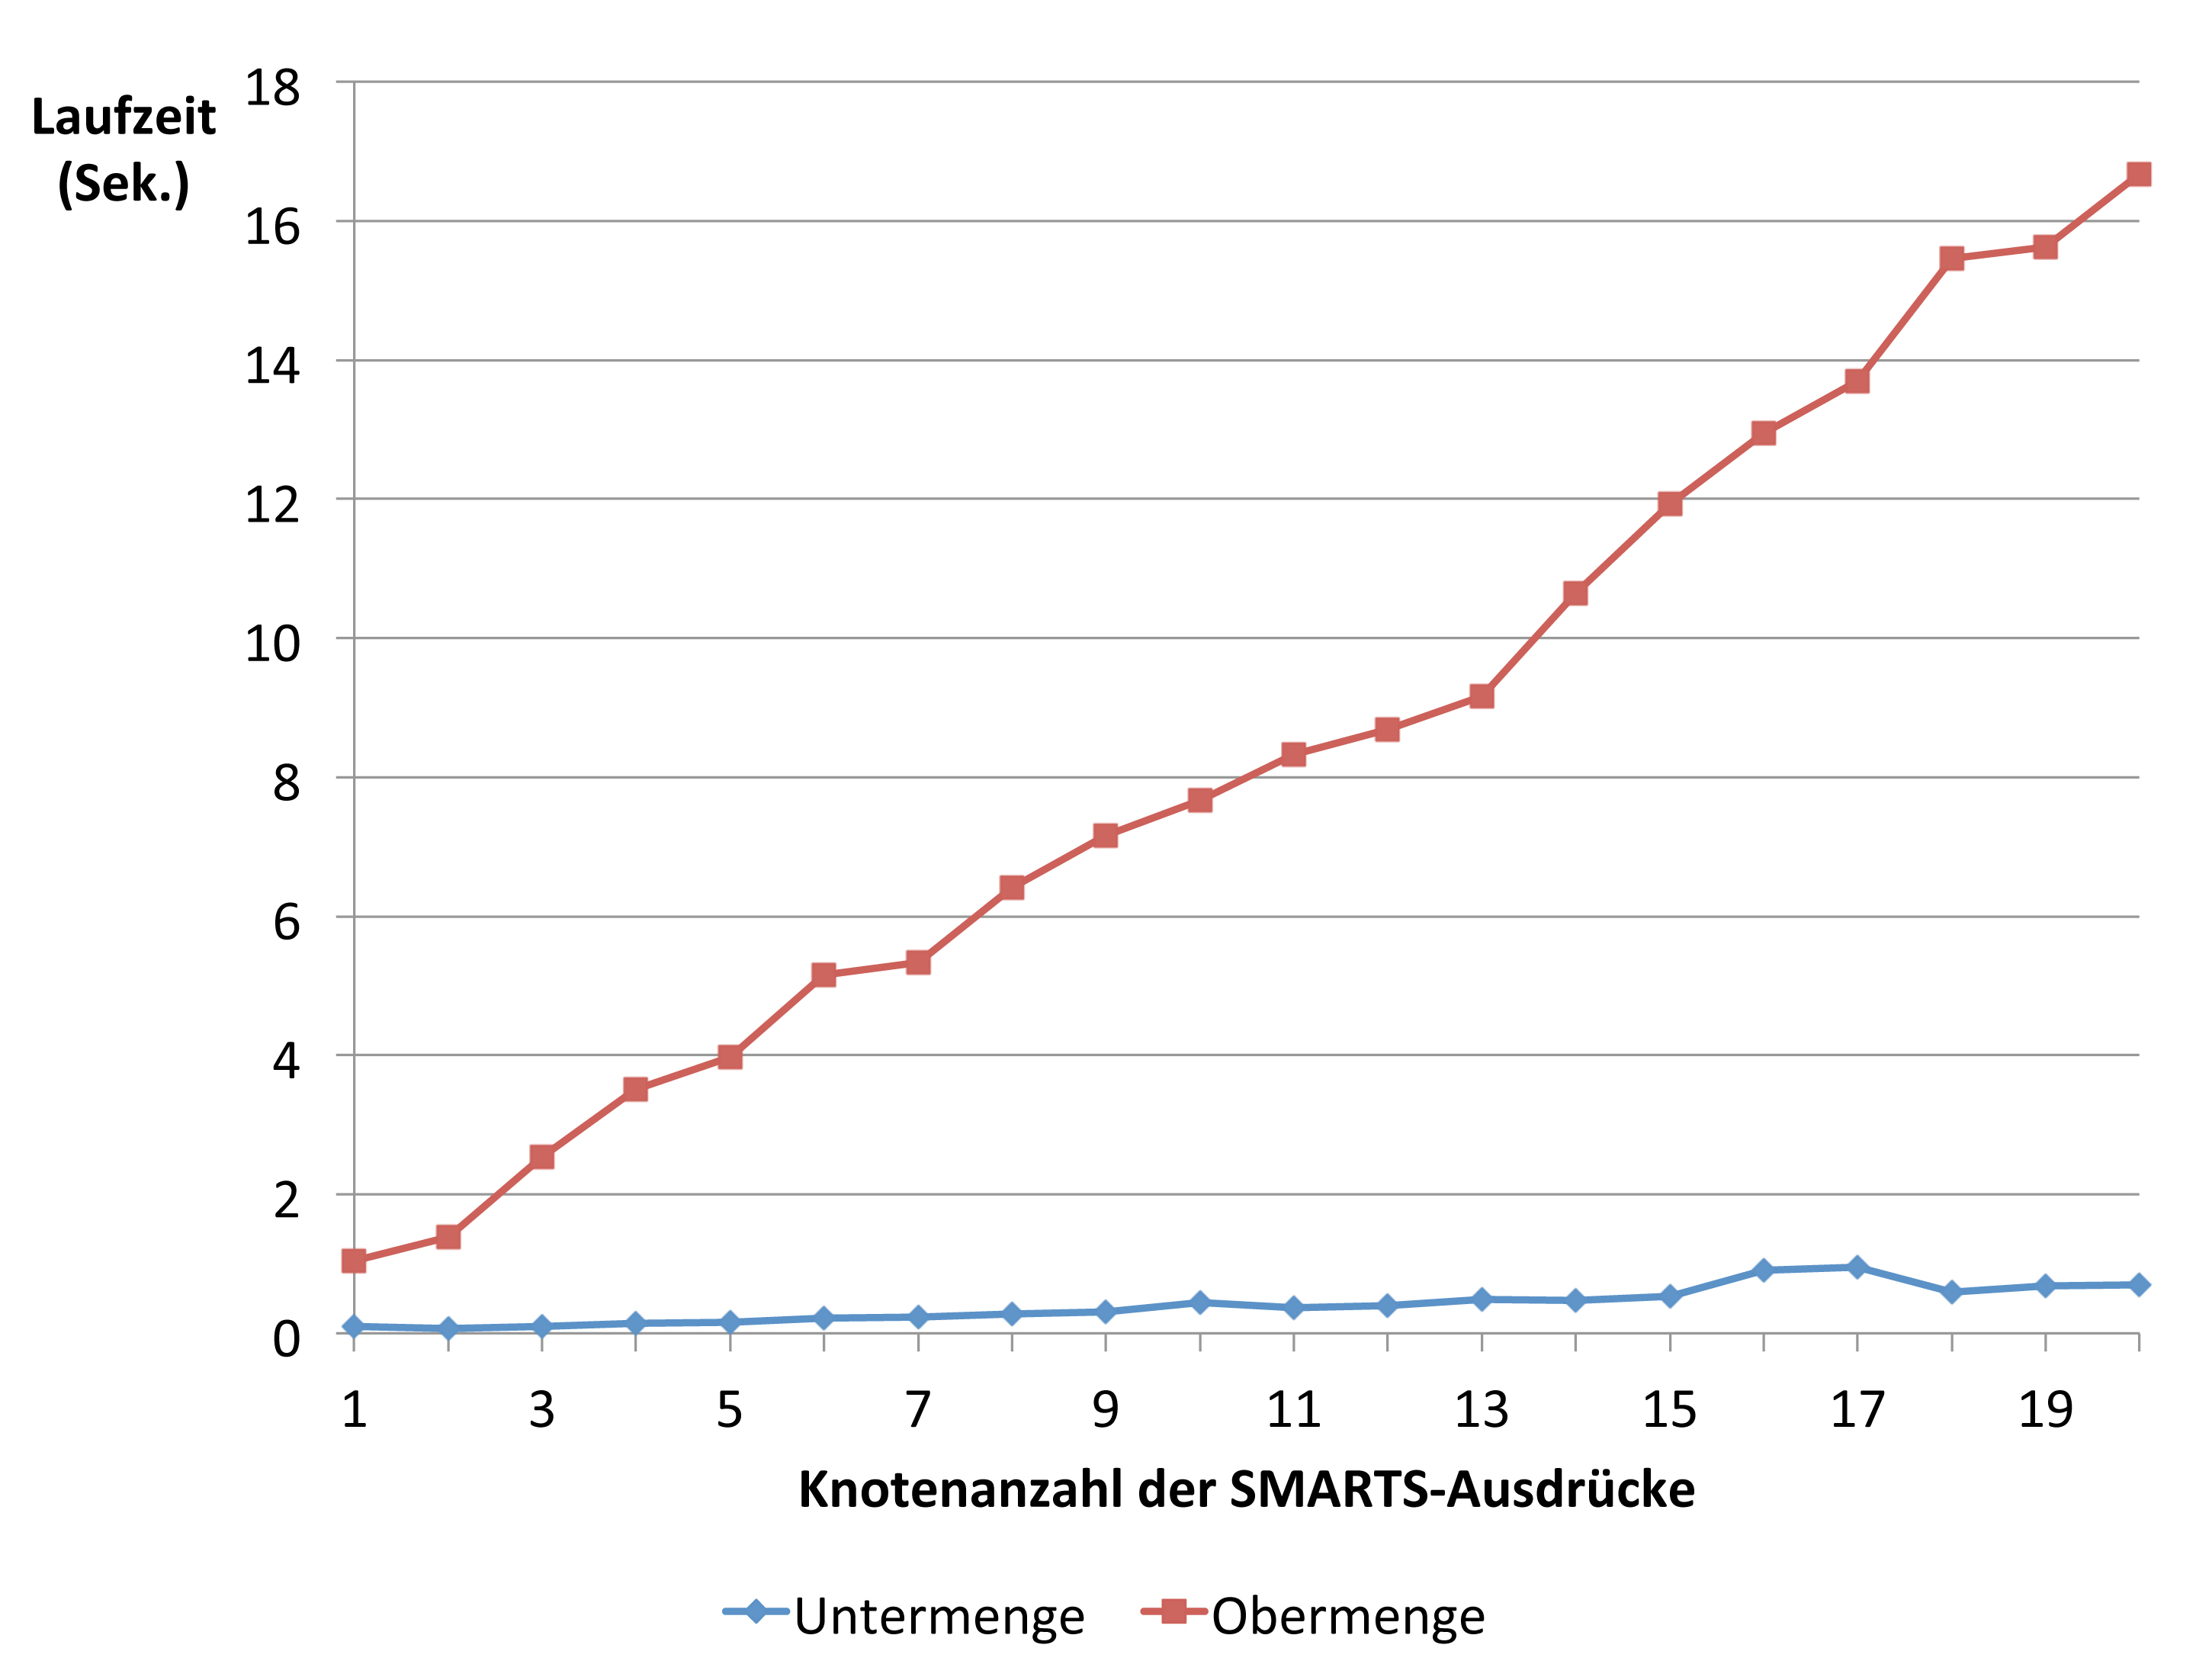 Laufzeit
(Sek.)
18
16
14
12
10
8
6
4
2
0
1 3 5 7 9 11 13 15 17 19
Knotenanzahl der SMARTS-Ausdrücke
Untermenge Obermenge